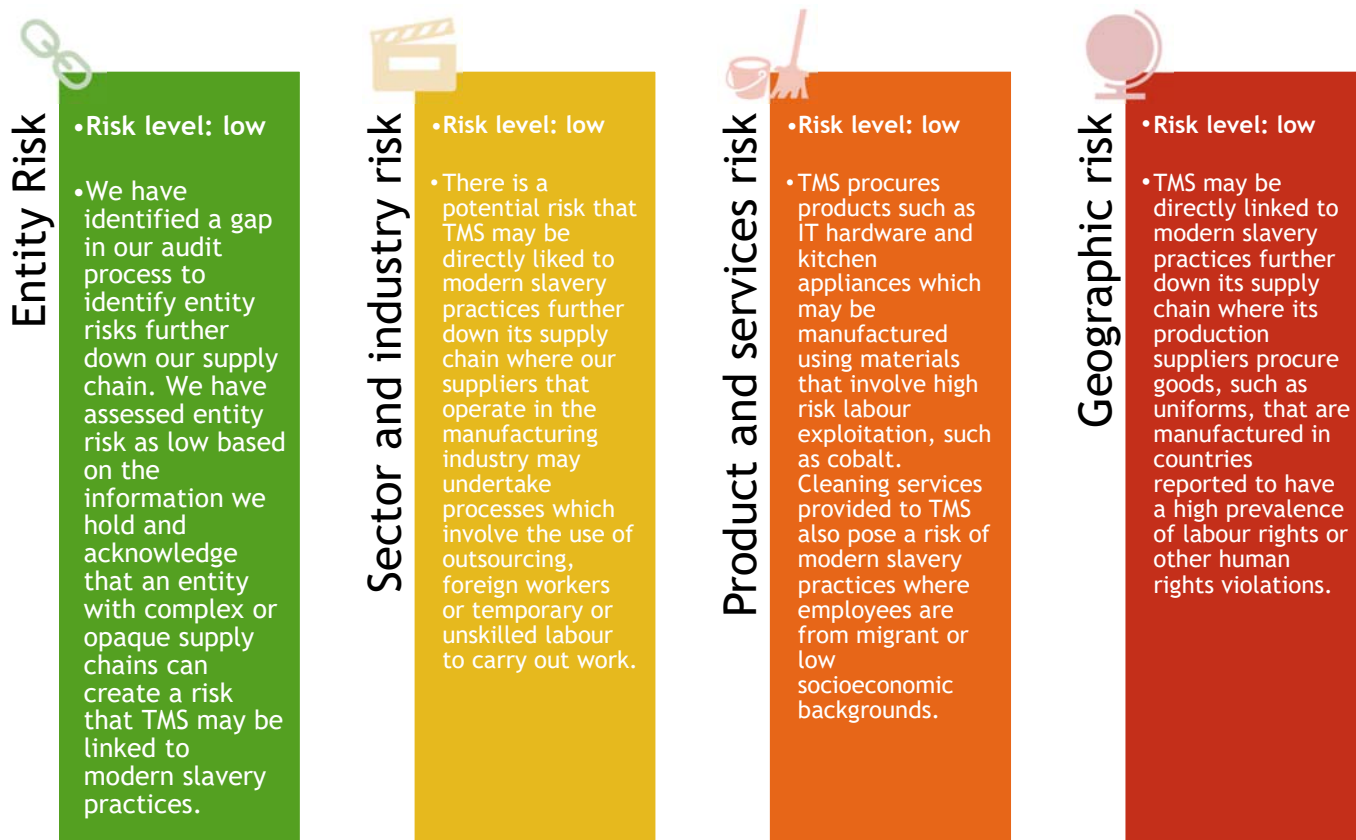 Entity Risk
•Risk level: low
•We have
identified a gap
in our audit
process to
identify entity
risks further
down our supply
chain. We have
assessed entity
risk as low based
on the
information we
hold and
acknowledge
that an entity
with complex or
opaque supply
chains can
create a risk
that TMS may be
linked to
modern slavery
practices.
Sector and industry risk
•Risk level: low
•There is a
potential risk that
TMS may be
directly liked to
modern slavery
practices further
down its supply
chain where our
suppliers that
operate in the
manufacturing
industry may
undertake
processes which
involve the use of
outsourcing,
foreign workers
or temporary or
unskilled labour
to carry out work.
Product and services risk
•Risk level: low
•TMS procures
products such as
IT hardware and
kitchen
appliances which
may be
manufactured
using materials
that involve high
risk labour
exploitation, such
as cobalt.
Cleaning services
provided to TMS
also pose a risk of
modern slavery
practices where
employees are
from migrant or
low
socioeconomic
backgrounds.
Geographic risk
•Risk level: low
•TMS may be
directly linked to
modern slavery
practices further
down its supply
chain where its
production
suppliers procure
goods, such as
uniforms, that are
manufactured in
countries
reported to have
a high prevalence
of labour rights or
other human
rights violations.